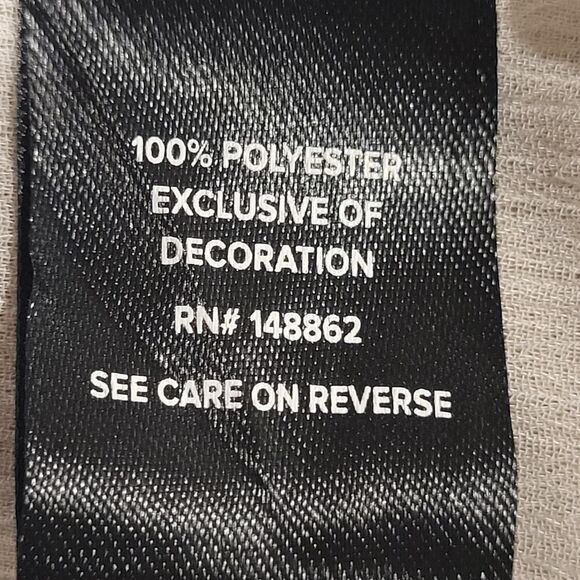 100% POLYESTER
EXCLUSIVE OF
DECORATION
RN# 148862
SEE CARE ON REVERSE